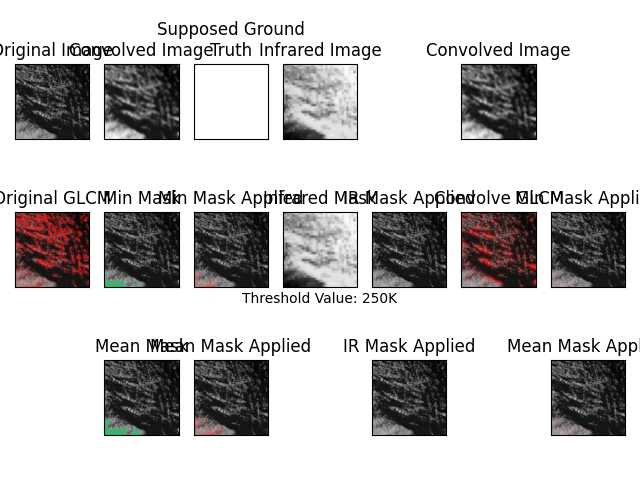 Supposed Ground
Original Image Convolved Image Truth Infrared Image Convolved Image
Original GLCM Min Mask Min Mask Applied Infrared Mask IR Mask Applied Convolve GLCM Min Mask Appli
Threshold Value: 250K
Mean Mask Mean Mask Applied IR Mask Applied Mean Mask Appl